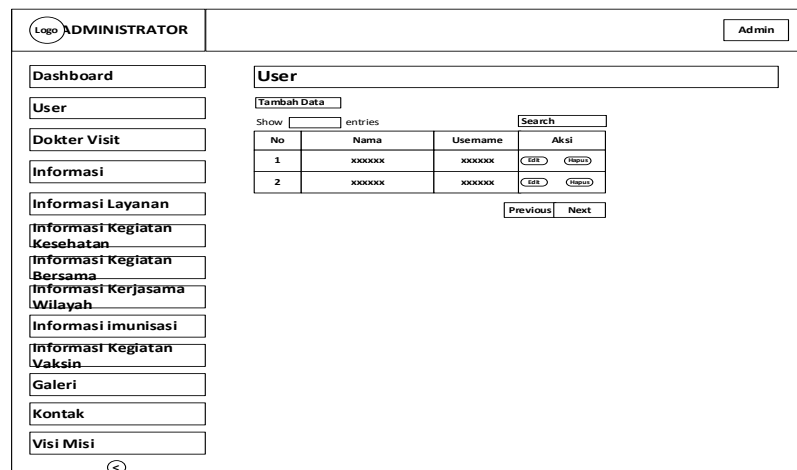 Logo ADMINISTRATOR
Admin
Dashboard
User
Dokter Visit
Informasi
Informasi Layanan
Informasi Kegiatan
Kesehatan
Informasi Kegiatan
Bersama
Informasi Kerjasama
Wilayah
Informasi imunisasi
Informasi Kegiatan
Vaksin
Galeri
Kontak
Visi Misi
<
User
Tambah Data
Show entries
Search
No Nama Username Aksi
1 xxxxxx xxxxxx Edit Hapus
2 xxxxxx xxxxxx Edit Hapus
Previous Next